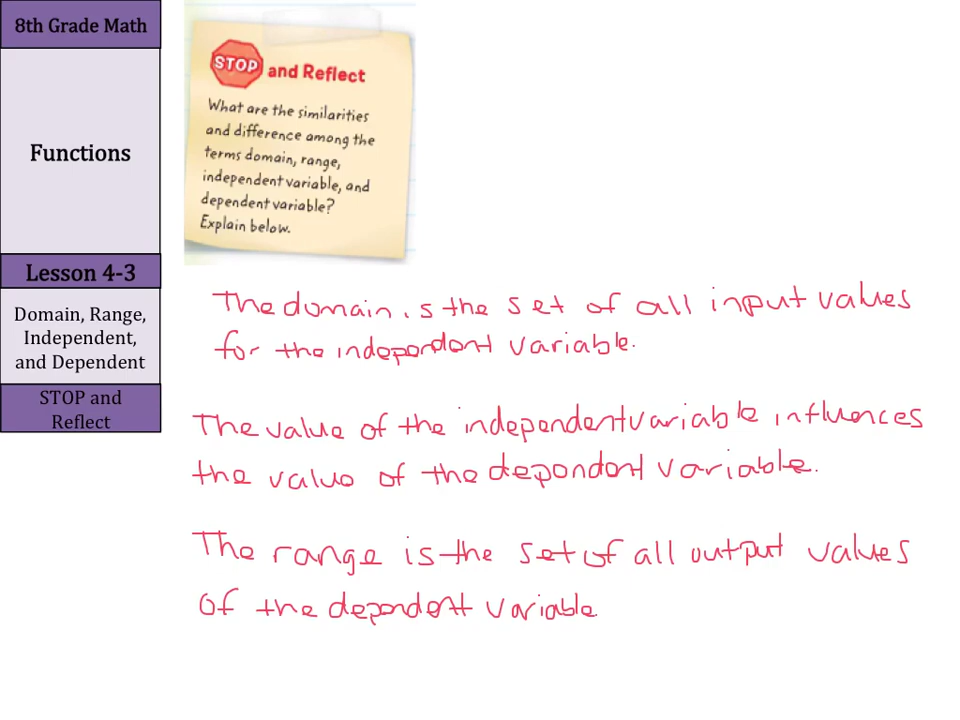 8th Grade Math
Functions
Lesson 4-3
Domain, Range,
Independent,
and Dependent
STOP and
Reflect
STOP and Reflect
What are the similarities
and difference among the
terms domain, range,
independent variable, and
dependent variable?
Explain below.
The domain is the set of all input values
for the independent variable.
The value of the independent variable influences
the value of the dependent variable.
The range is the set of all output values
of the dependent variable